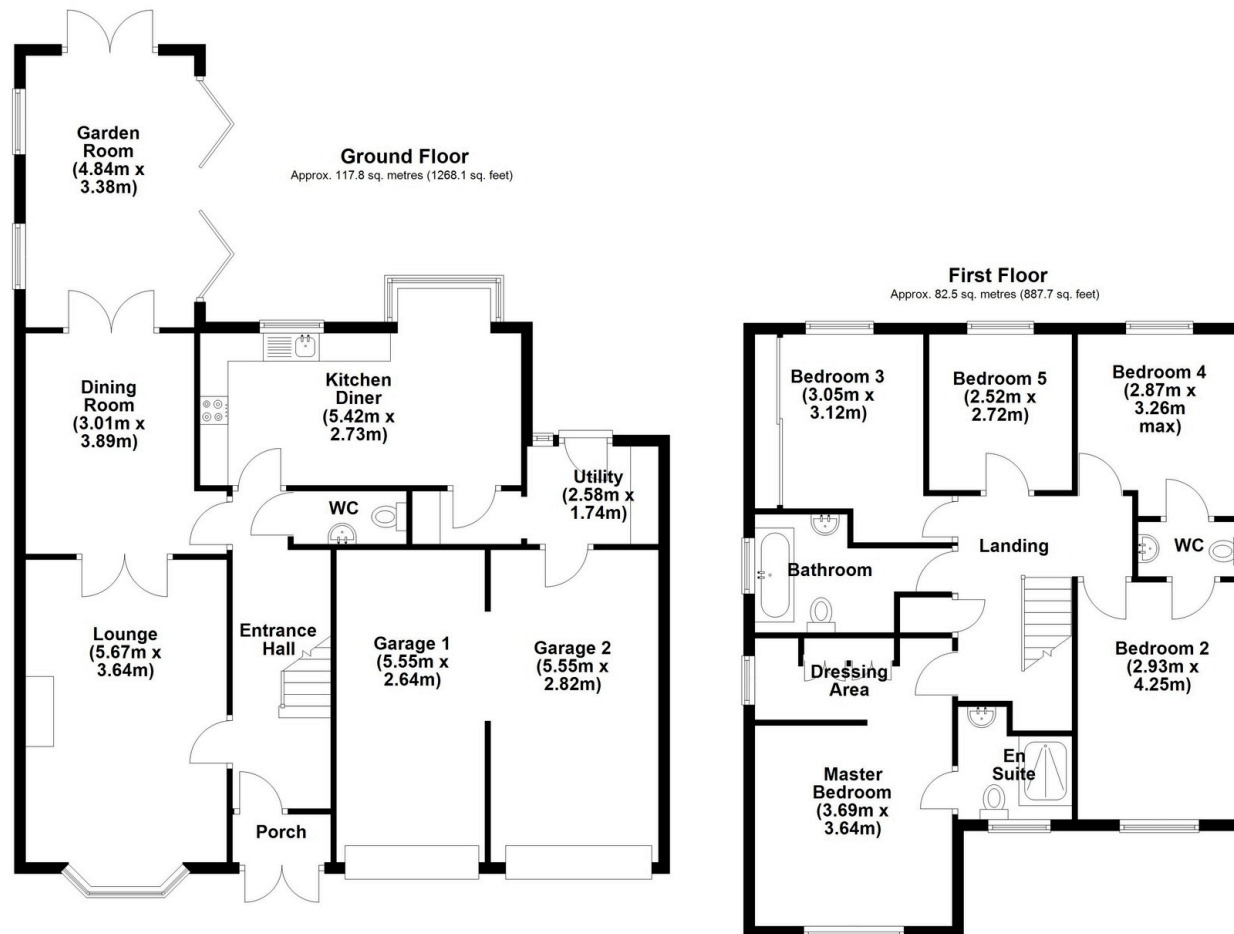 Ground Floor
Approx. 117.8 sq. metres (1268.1 sq. feet)
Garden
Room
(4.84m x
3.38m)
Dining
Room
(3.01m x
3.89m)
Kitchen
Diner
(5.42m x
2.73m)
Utility
(2.58m x
1.74m)
WC
Lounge
(5.67m x
3.64m)
Entrance
Hall
Garage 1
(5.55m x
2.64m)
Garage 2
(5.55m x
2.82m)
Porch
First Floor
Approx. 82.5 sq. metres (887.7 sq. feet)
Bedroom 3
(3.05m x
3.12m)
Bedroom 5
(2.52m x
2.72m)
Bedroom 4
(2.87m x
3.26m
max)
Landing
WC
Bathroom
Dressing
Area
Bedroom 2
(2.93m x
4.25m)
En
Suite
Master
Bedroom
(3.69m x
3.64m)